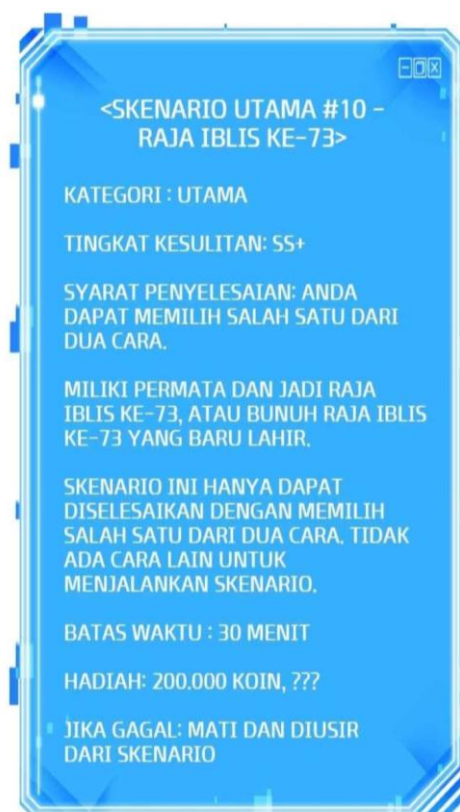 <SKENARIO UTAMA #10 –
RAJA IBLIS KE-73>
KATEGORI : UTAMA
TINGKAT KESULITAN: SS+
SYARAT PENYELESAIAN: ANDA
DAPAT MEMILIH SALAH SATU DARI
DUA CARA.
MILIKI PERMATA DAN JADI RAJA
IBLIS KE-73, ATAU BUNUH RAJA IBLIS
KE-73 YANG BARU LAHIR.
SKENARIO INI HANYA DAPAT
DISELESAIKAN DENGAN MEMILIH
SALAH SATU DARI DUA CARA. TIDAK
ADA CARA LAIN UNTUK
MENJALANKAN SKENARIO.
BATAS WAKTU : 30 MENIT
HADIAH: 200.000 KOIN, ???
JIKA GAGAL: MATI DAN DIUSIR
DARI SKENARIO